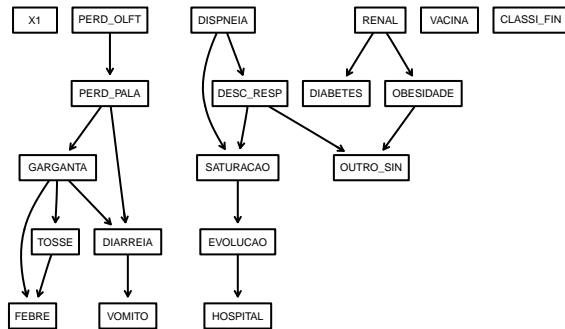 X1 PERD_OLFT DISPNEIA RENAL VACINA CLASSI_FIN
PERD_PALA DESC_RESP DIABETES OBESIDADE
GARGANTA SATURACAO OUTRO_SIN
TOSSE DIARREIA EVOLUCAO
FEBRE VOMITO HOSPITAL